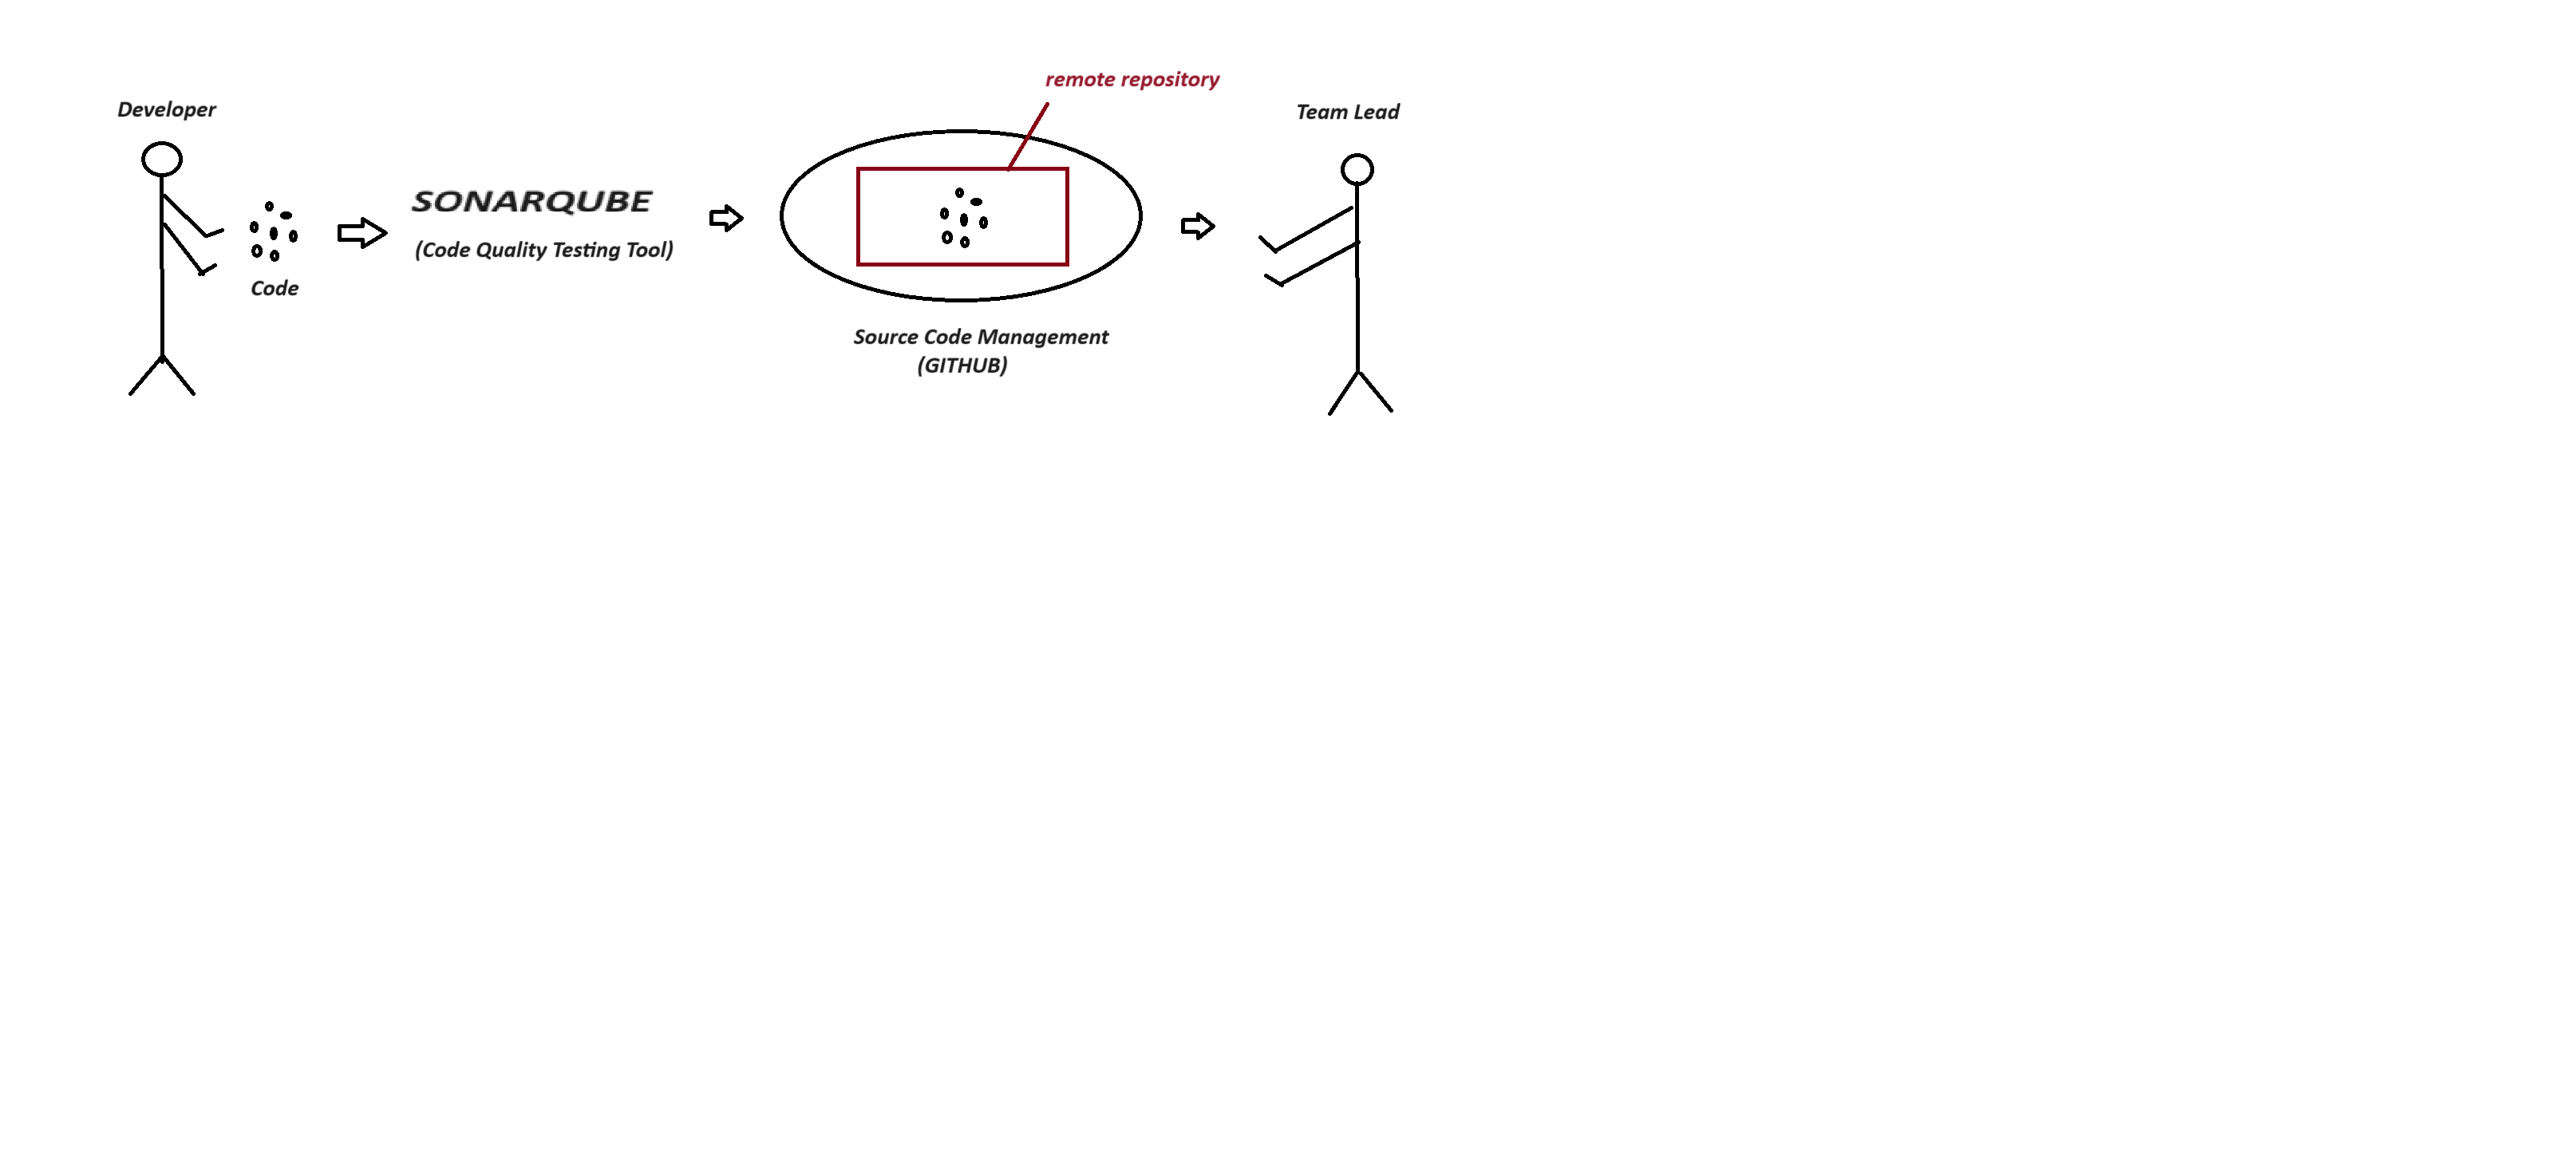 remote repository
Developer
Team Lead
SONARQUBE
(Code Quality Testing Tool)
Code
Source Code Management
(GITHUB)